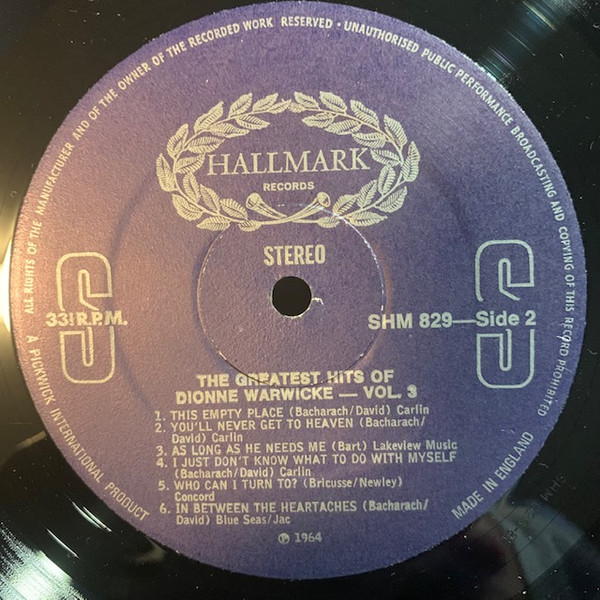 ALL RIGHTS OF THE MANUFACTURER AND OF THE OWNER OF THE RECORDED WORK RESERVED · UNAUTHORISED PUBLIC PERFORMANCE BROADCASTING AND COPYING OF THIS RECORD PROHIBITED
HALLMARK
RECORDS
STEREO
S
S
33⅓ R.P.M.
SHM 829—Side 2
THE GREATEST HITS OF
DIONNE WARWICKE — VOL. 3
1. THIS EMPTY PLACE (Bacharach/David) Carlin
2. YOU'LL NEVER GET TO HEAVEN (Bacharach/
David) Carlin
3. AS LONG AS HE NEEDS ME (Bart) Lakeview Music
4. I JUST DON'T KNOW WHAT TO DO WITH MYSELF
(Bacharach/David) Carlin
5. WHO CAN I TURN TO? (Bricusse/Newley)
Concord
6. IN BETWEEN THE HEARTACHES (Bacharach/
David) Blue Seas/Jac
℗ 1964
A PICKWICK INTERNATIONAL PRODUCT
MADE IN ENGLAND